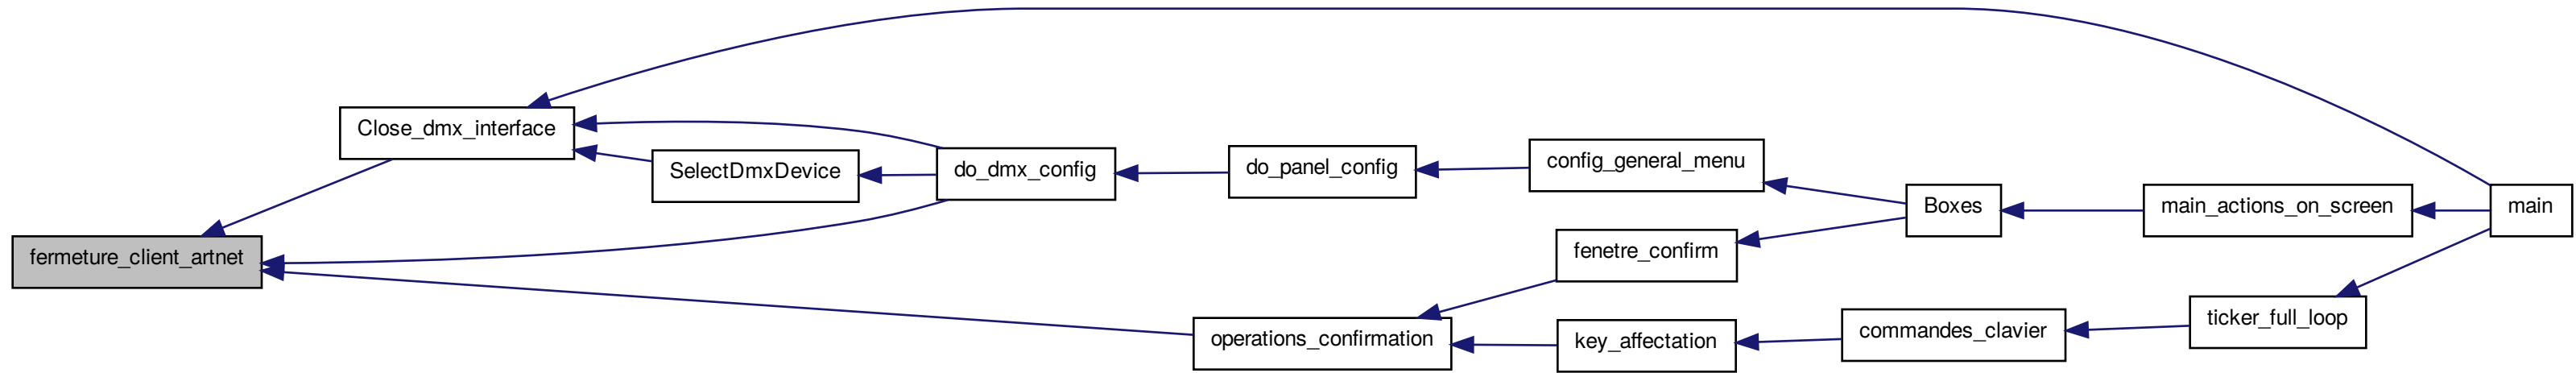 Close_dmx_interface
SelectDmxDevice
do_dmx_config
do_panel_config
config_general_menu
Boxes
main_actions_on_screen
main
fermeture_client_artnet
fenetre_confirm
operations_confirmation
key_affectation
commandes_clavier
ticker_full_loop